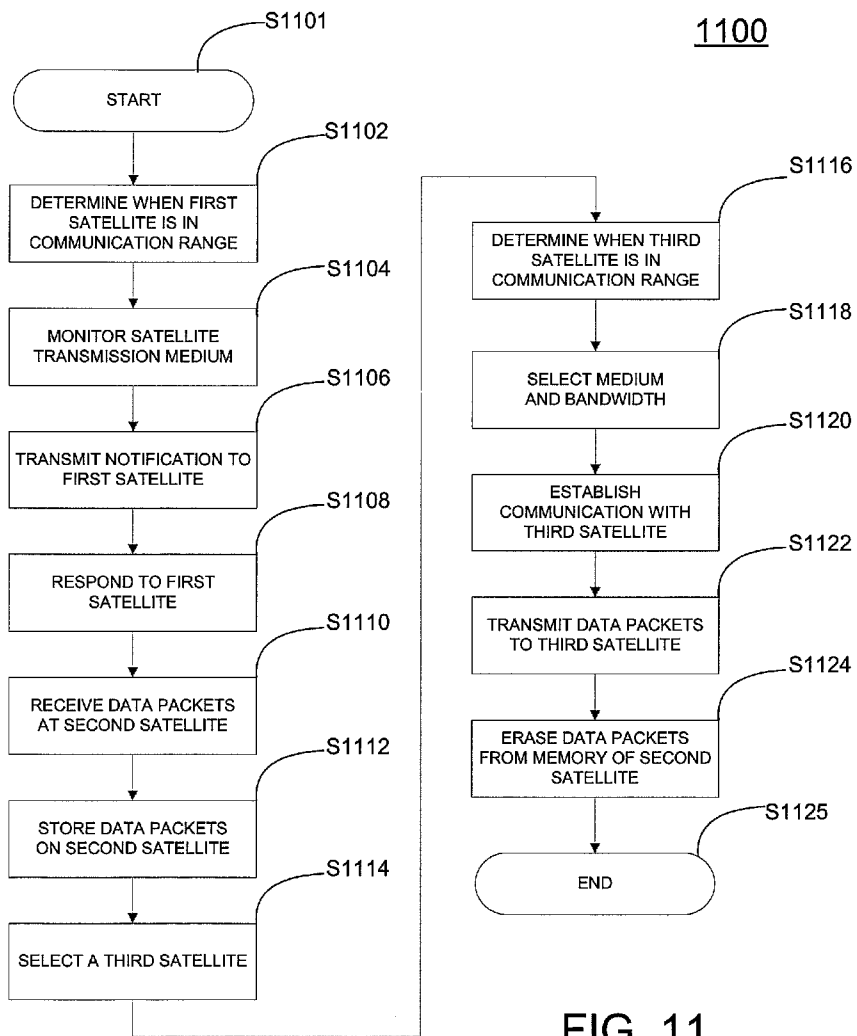 1100
S1101
START
S1102
DETERMINE WHEN FIRST
SATELLITE IS IN
COMMUNICATION RANGE
S1104
MONITOR SATELLITE
TRANSMISSION MEDIUM
S1106
TRANSMIT NOTIFICATION TO
FIRST SATELLITE
S1108
RESPOND TO FIRST
SATELLITE
S1110
RECEIVE DATA PACKETS
AT SECOND SATELLITE
S1112
STORE DATA PACKETS
ON SECOND SATELLITE
S1114
SELECT A THIRD SATELLITE
S1116
DETERMINE WHEN THIRD
SATELLITE IS IN
COMMUNICATION RANGE
S1118
SELECT MEDIUM
AND BANDWIDTH
S1120
ESTABLISH
COMMUNICATION WITH
THIRD SATELLITE
S1122
TRANSMIT DATA PACKETS
TO THIRD SATELLITE
S1124
ERASE DATA PACKETS
FROM MEMORY OF SECOND
SATELLITE
S1125
END
FIG. 11